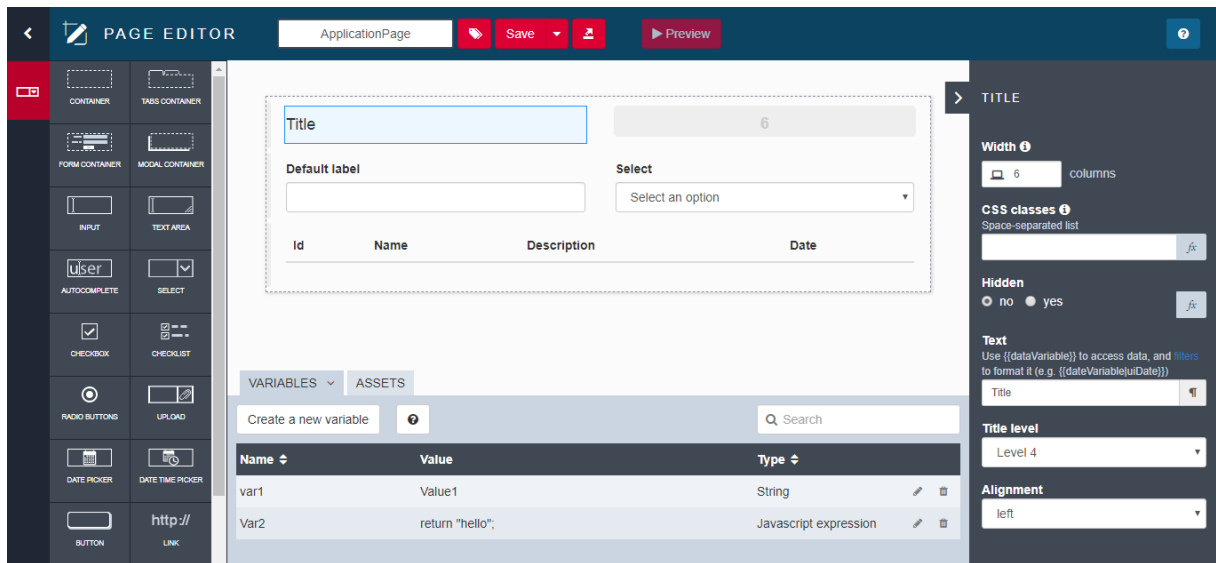 PAGE EDITOR
ApplicationPage
Save
Preview
CONTAINER
TABS CONTAINER
FORM CONTAINER
MODAL CONTAINER
INPUT
TEXT AREA
user
AUTOCOMPLETE
SELECT
CHECKBOX
CHECKLIST
RADIO BUTTONS
UPLOAD
DATE PICKER
DATE TIME PICKER
BUTTON
http://
LINK
Title
6
Default label
Select
Select an option
Id Name Description Date
VARIABLES ASSETS
Create a new variable
Search
Name Value Type
var1 Value1 String
Var2 return "hello"; Javascript expression
TITLE
Width
6 columns
CSS classes
Space-separated list
fx
Hidden
no yes
fx
Text
Use {{dataVariable}} to access data, and filters
to format it (e.g. {{dateVariable|uiDate}})
Title ¶
Title level
Level 4
Alignment
left